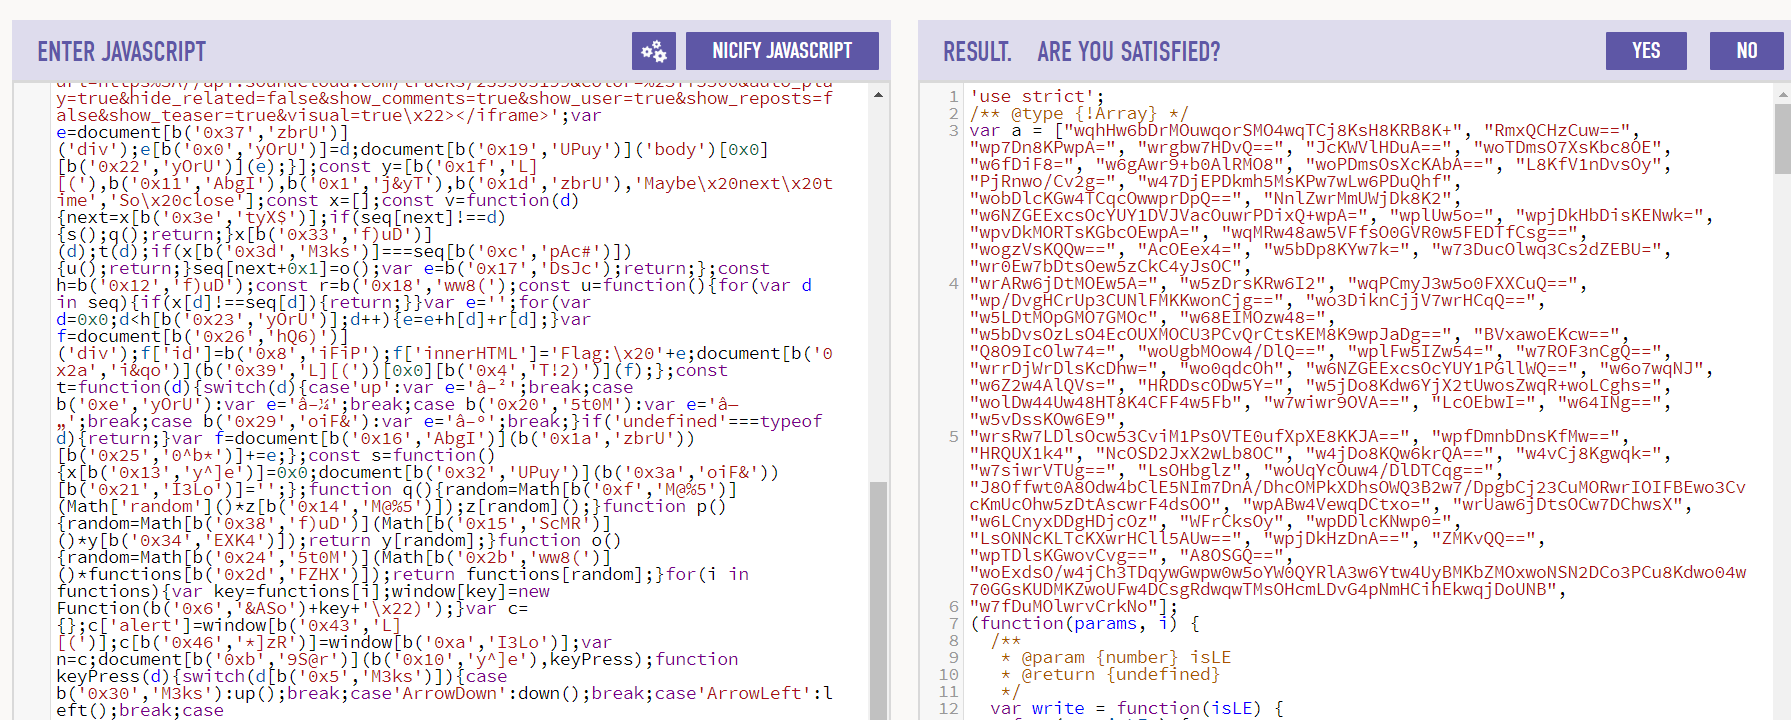 ENTER JAVASCRIPT
NICIFY JAVASCRIPT
y=true&hide_related=false&show_comments=true&show_user=true&show_reposts=f
alse&show_teaser=true&visual=true\x22></iframe>';var
e=document[b('0x37','zbrU')]
('div');e[b('0x0','yOrU')]=d;document[b('0x19','UPuy')]('body')[0x0]
[b('0x22','yOrU')](e);}];const y=[b('0x1f','L]
[('),b('0x11','AbgI'),b('0x1','j&yT'),b('0x1d','zbrU'),'Maybe\x20next\x20t
ime','So\x20close'];const x=[];const v=function(d)
{next=x[b('0x3e','tyX$')];if(seq[next]!==d)
{s();q();return;}x[b('0x33','f)uD')]
(d);t(d);if(x[b('0x3d','M3ks')]===seq[b('0xc','pAc#')])
{u();return;}seq[next+0x1]=o();var e=b('0x17','DsJc');return;};const
h=b('0x12','f)uD');const r=b('0x18','ww8(');const u=function(){for(var d
in seq){if(x[d]!==seq[d]){return;}}var e='';for(var
d=0x0;d<h[b('0x23','yOrU')];d++){e=e+h[d]+r[d];}var
f=document[b('0x26','hQ6)')]
('div');f['id']=b('0x8','iFiP');f['innerHTML']='Flag:\x20'+e;document[b('0
x2a','i&qo')](b('0x39','L][('))[0x0][b('0x4','T!2)')](f);};const
t=function(d){switch(d){case'up':var e='â–²';break;case
b('0xe','yOrU'):var e='â–¼';break;case b('0x20','5t0M'):var e='â—
„';break;case b('0x29','oiF&'):var e='â–º';break;}if('undefined'===typeof
d){return;}var f=document[b('0x16','AbgI')](b('0x1a','zbrU'))
[b('0x25','0^b*')]+=e;};const s=function()
{x[b('0x13','y^]e')]=0x0;document[b('0x32','UPuy')](b('0x3a','oiF&'))
[b('0x21','I3Lo')]='';};function q(){random=Math[b('0xf','M@%5')]
(Math['random']()*z[b('0x14','M@%5')]);z[random]();}function p()
{random=Math[b('0x38','f)uD')](Math[b('0x15','ScMR')]
()*y[b('0x34','EXK4')]);return y[random];}function o()
{random=Math[b('0x24','5t0M')](Math[b('0x2b','ww8(')]
()*functions[b('0x2d','FZHX')]);return functions[random];}for(i in
functions){var key=functions[i];window[key]=new
Function(b('0x6','&ASo')+key+'\x22)');}var c=
{};c['alert']=window[b('0x43','L]
[(')];c[b('0x46','*]zR')]=window[b('0xa','I3Lo')];var
n=c;document[b('0xb','9S@r')](b('0x10','y^]e'),keyPress);function
keyPress(d){switch(d[b('0x5','M3ks')]){case
b('0x30','M3ks'):up();break;case'ArrowDown':down();break;case'ArrowLeft':l
eft();break;case
RESULT. ARE YOU SATISFIED?
YES
NO
1 'use strict';
2 /** @type {!Array} */
3 var a = ["wqhHw6bDrMOuwqorSMO4wqTCj8KsH8KRB8K+", "RmxQCHzCuw==",
"wp7Dn8KPwpA=", "wrgbw7HDvQ==", "JcKWVlHDuA==", "woTDmsO7XsKbc8OE",
"w6fDiF8=", "w6gAwr9+b0AlRMO8", "woPDmsOsXcKAbA==", "L8KfV1nDvsOy",
"PjRnwo/Cv2g=", "w47DjEPDkmh5MsKPw7wLw6PDuQhf",
"wobDlcKGw4TCqcOwwprDpQ==", "NnclZwrMmUWjDk8K2",
"w6NZGEExcsOcYUY1DVJVacOuwrPDixQ+wpA=", "wplUw5o=", "wpjDkHbDisKENwk=",
"wpvDkMORTsKGbcOEwpA=", "wqMRw48aw5VFfsO0GVR0w5FEDTfCsg==",
"wogzVsKQQw==", "AcOEex4=", "w5bDp8KYw7k=", "w73DucOlwq3Cs2dZEBU=",
"wr0Ew7bDtsOew5zCkC4yJsOC",
4 "wrARw6jDtMOEw5A=", "w5zDrsKRw6I2", "wqPCmyJ3w5o0FXXCuQ==",
"wp/DvgHCrUp3CUNlFMKKwonCjg==", "wo3DiknCjjV7wrHCqQ==",
"w5LDtMOpGMO7GMOc", "w68EIMOzw48=",
"w5bDvsOzLsO4EcOUXMOCU3PCvQrCtsKEM8K9wpJaDg==", "BVxawoEKcw==",
"Q8O9IcOlw74=", "woUgbMOow4/DlQ==", "wplFw5IZw54=", "w7ROF3nCgQ==",
"wrrDjWrDlsKcDhw=", "wo0qdcOh", "w6NZGEExcsOcYUY1PGllWQ==", "w6o7wqNJ",
"w6Z2w4AlQVs=", "HRDDscODw5Y=", "w5jDo8Kdw6YjX2tUwosZwqR+woLCghs=",
"wolDw44Uw48HT8K4CFF4w5Fb", "w7wiwr9OVA==", "LcOEbwI=", "w64INg==",
"w5vDssKOw6E9",
5 "wrsRw7LDlsOcw53CviM1PsOVTE0ufXpXE8KKJA==", "wpfDmnbDnsKfMw==",
"HRQUX1k4", "NcOSD2JxX2wLb8OC", "w4jDo8KQw6krQA==", "w4vCj8Kgwqk=",
"w7siwrVTUg==", "LsOHbglz", "woUqYcOuw4/DlDTCqg==",
"J8Offwt0A8Odw4bClE5NIm7DnA/DhcOMPkXDhsOWQ3B2w7/DpgbCj23CuMORwrIOIFBEwo3Cv
cKmUcOhw5zDtAscwrF4dsOO", "wpABw4VewqDCtxo=", "wrUaw6jDtsOCw7DChwsX",
"w6LCnyxDDgHDjcOz", "WFrCksOy", "wpDDlcKNwp0=",
"LsONNcKLTcKXwrHCll5AUw==", "wpjDkHzDnA==", "ZMKvQQ==",
"wpTDlsKGwovCvg==", "A8OSGQ==",
"woExdsO/w4jCh3TDqywGwpw0w5oYW0QYRlA3w6Ytw4UyBMKbZMOxwoNSN2DCo3PCu8Kdwo04w
70GGsKUDMKZwoUFw4DCsgRdwqwTMsOHcmLDvG4pNmHCihEkwqjDoUNB",
6 "w7fDuMOlwrvCrkNo"];
7 (function(params, i) {
8 /**
9 * @param {number} isLE
10 * @return {undefined}
11 */
12 var write = function(isLE) {